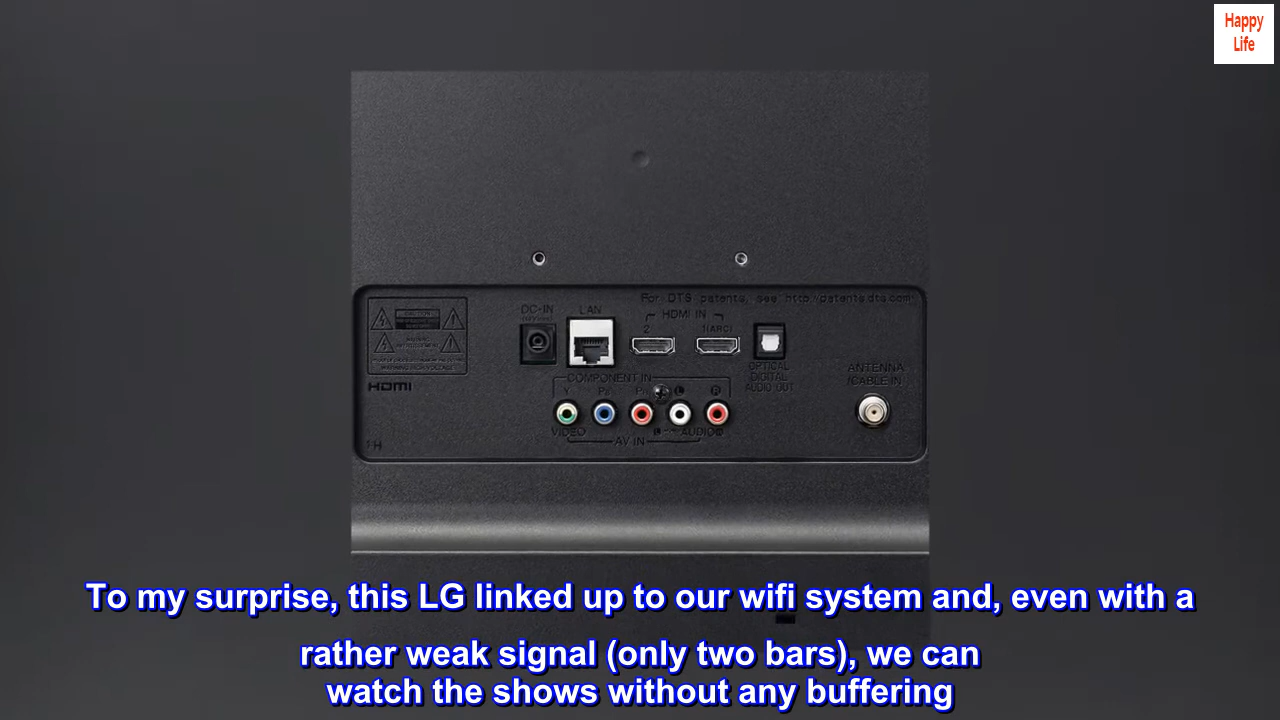 Happy
Life
For DTS patents, see http://patents.dts.com
DC-IN
LAN
HDMI IN
2
1(ARC)
OPTICAL
DIGITAL
AUDIO OUT
ANTENNA
/CABLE IN
HDMI
COMPONENT IN
Y
L
R
VIDEO
AUDIO
AV IN
To my surprise, this LG linked up to our wifi system and, even with a
rather weak signal (only two bars), we can
watch the shows without any buffering